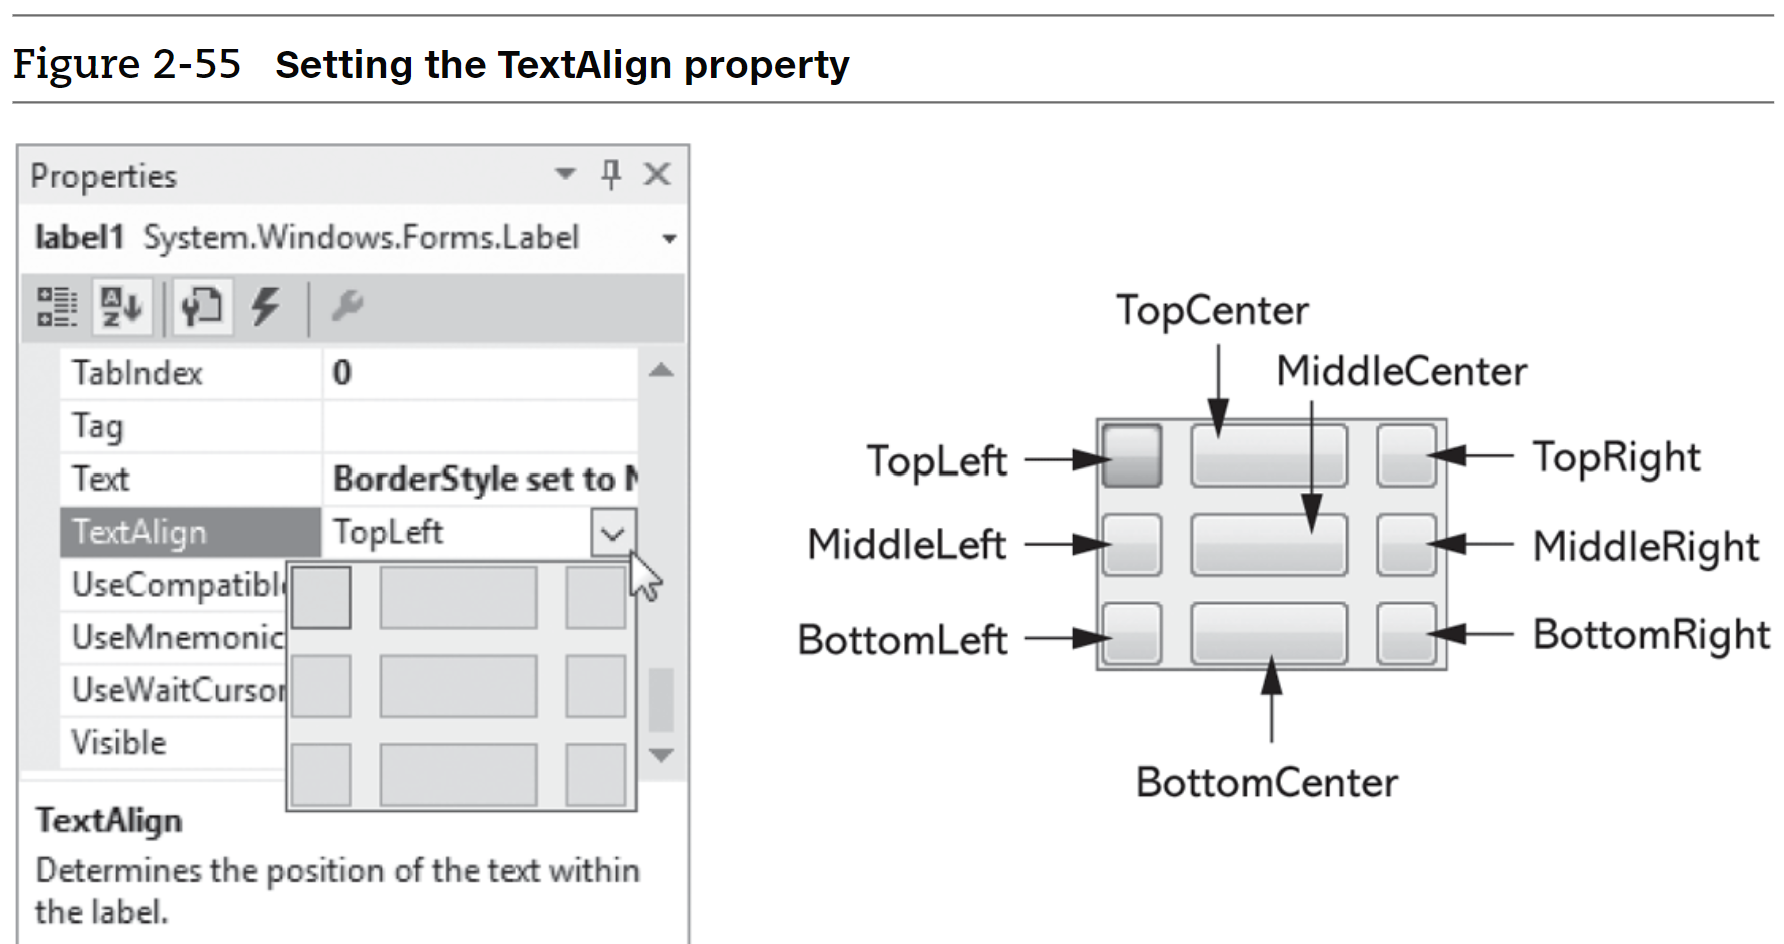 Figure 2-55 Setting the TextAlign property
Properties
label1 System.Windows.Forms.Label
TabIndex 0
Tag
Text BorderStyle set to
TextAlign TopLeft
UseCompatibl
UseMnemonic
UseWaitCursor
Visible
TextAlign
Determines the position of the text within
the label.
TopCenter
MiddleCenter
TopLeft
TopRight
MiddleLeft
MiddleRight
BottomLeft
BottomRight
BottomCenter